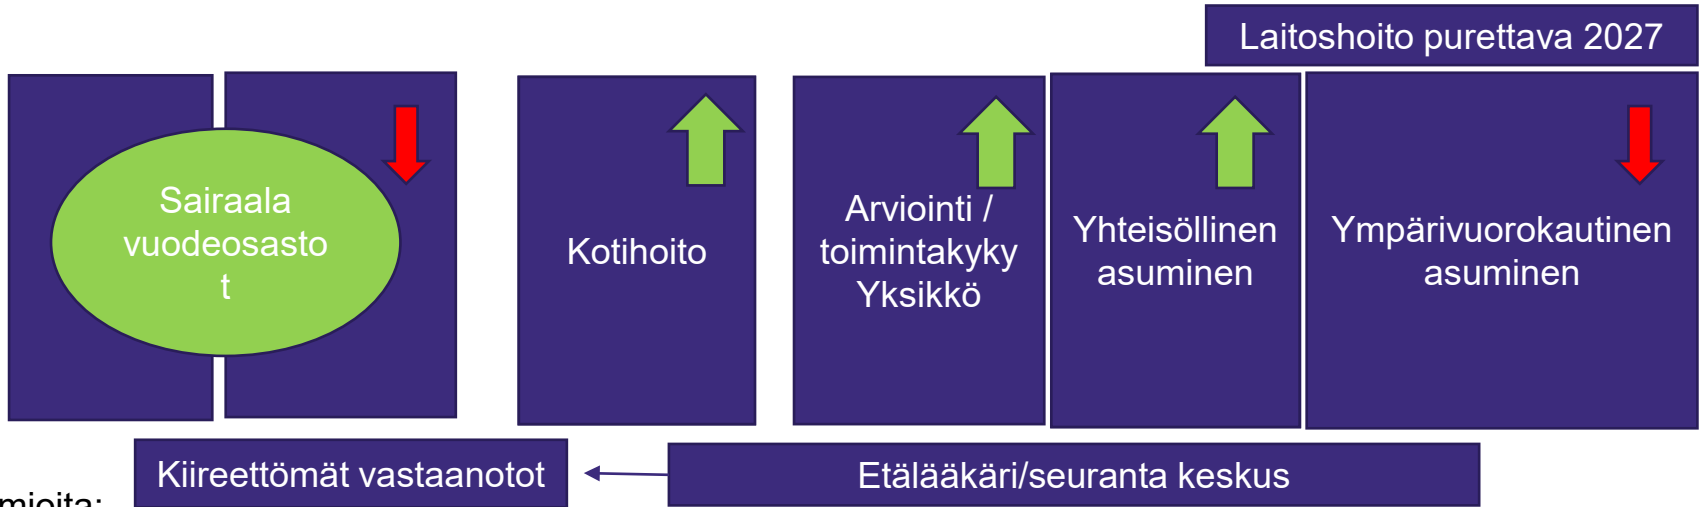 Laitoshoito purettava 2027
Sairaala
vuodeosasto
t
Kotihoito
Arviointi /
toimintakyky
Yksikkö
Yhteisöllinen
asuminen
Ympärivuorokautinen
asuminen
Kiireettömät vastaanotot
Etälääkäri/seuranta keskus